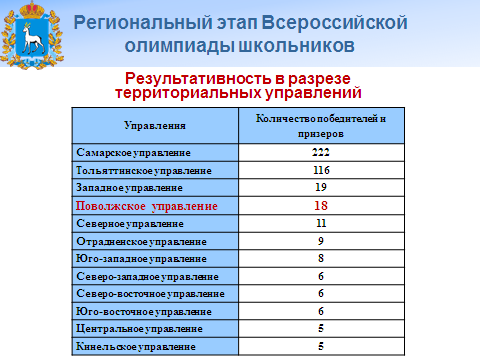 Региональный этап Всероссийской
олимпиады школьников
Результативность в разрезе
территориальных управлений
Управления
Количество победителей и
призеров
Самарское управление 222
Тольяттинское управление 116
Западное управление 19
Поволжское управление 18
Северное управление 11
Отрадненское управление 9
Юго-западное управление 8
Северо-западное управление 6
Северо-восточное управление 6
Юго-восточное управление 6
Центральное управление 5
Кинельское управление 5